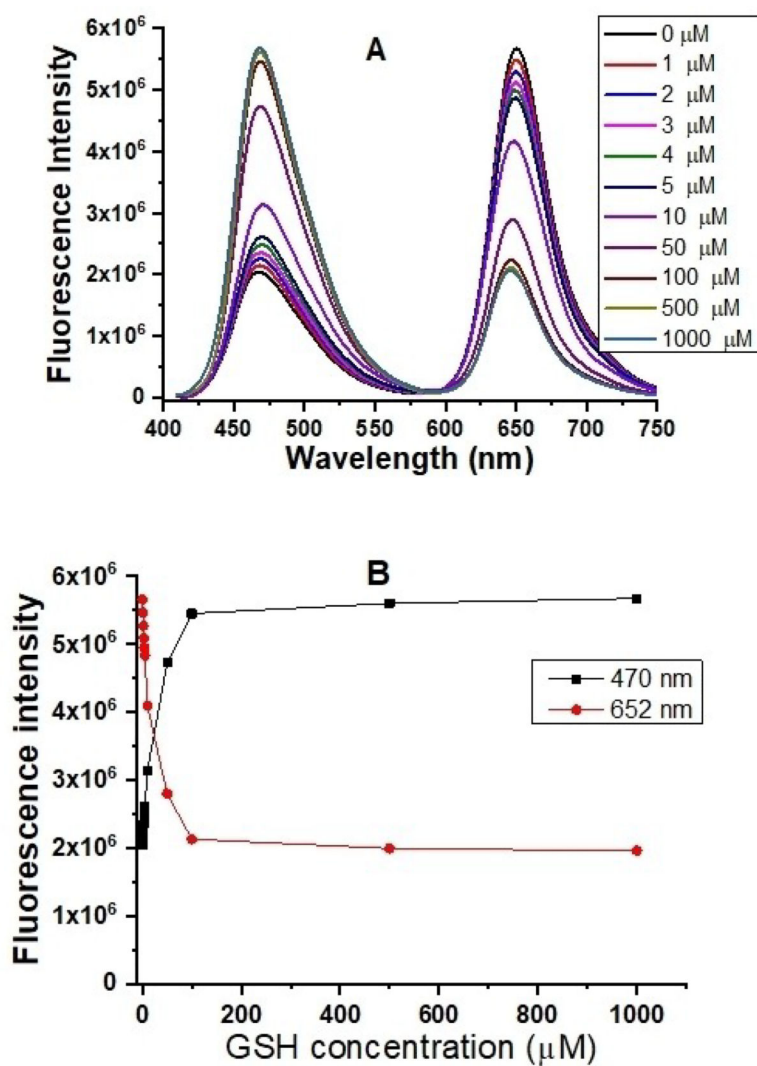 A
Fluorescence Intensity
6x10⁶
5x10⁶
4x10⁶
3x10⁶
2x10⁶
1x10⁶
0
400 450 500 550 600 650 700 750
Wavelength (nm)
0 μM
1 μM
2 μM
3 μM
4 μM
5 μM
10 μM
50 μM
100 μM
500 μM
1000 μM
B
Fluorescence intensity
6x10⁶
5x10⁶
4x10⁶
3x10⁶
2x10⁶
1x10⁶
0
470 nm
652 nm
0 200 400 600 800 1000
GSH concentration (μM)